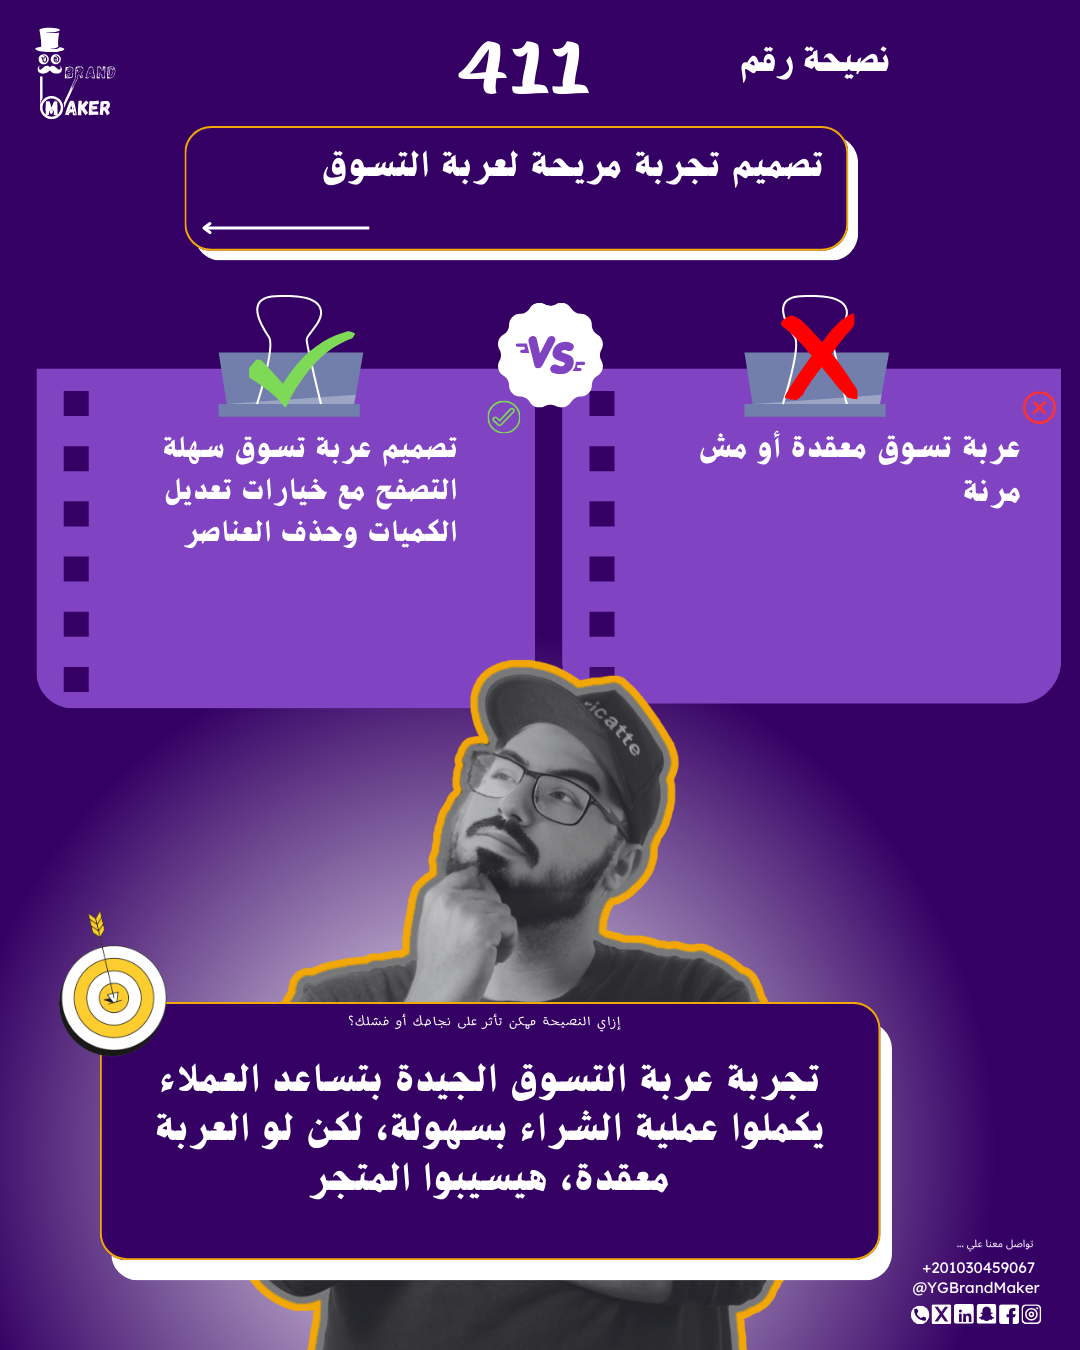 BRAND
MAKER
نصيحة رقم
411
تصميم تجربة مريحة لعربة التسوق
VS
عربة تسوق معقدة أو مش
مرنة
تصميم عربة تسوق سهلة
التصفح مع خيارات تعديل
الكميات وحذف العناصر
icatte
إزاي النصيحة ممكن تأثر على نجاحك أو فشلك؟
تجربة عربة التسوق الجيدة بتساعد العملاء
يكملوا عملية الشراء بسهولة، لكن لو العربة
معقدة، هيسيبوا المتجر
تواصل معنا علي ...
+201030459067
@YGBrandMaker